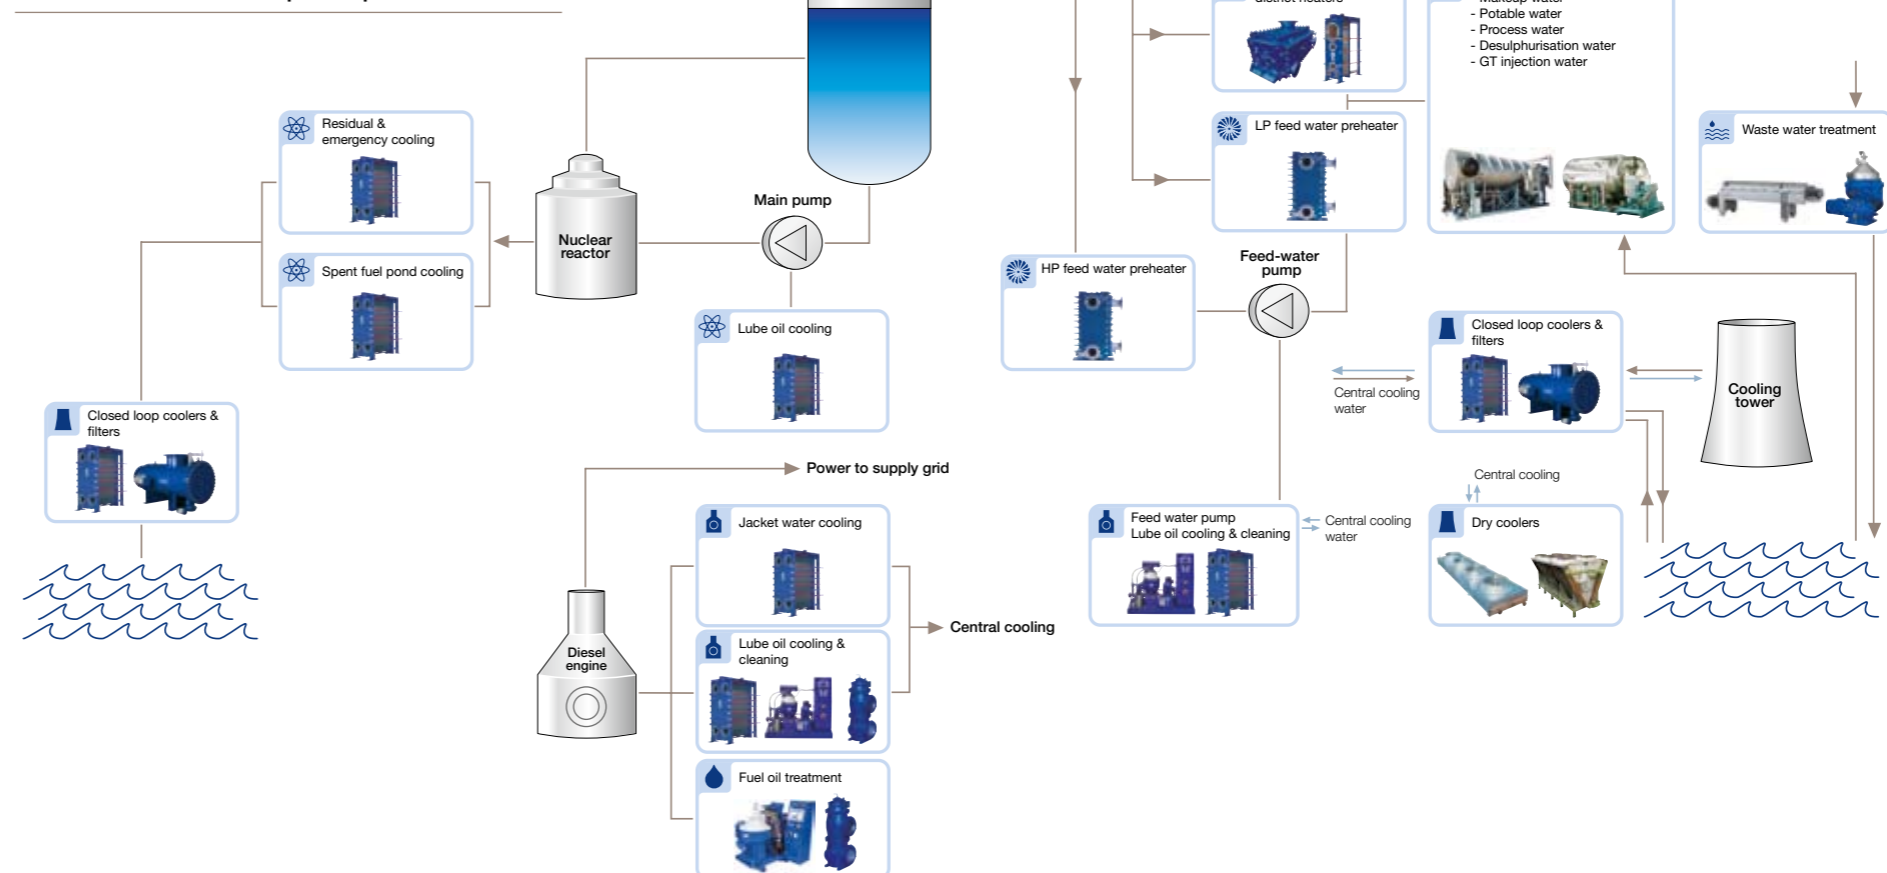 district heaters
- Makeup water
- Potable water
- Process water
- Desulphurisation water
- GT injection water
Residual &
emergency cooling
LP feed water preheater
Waste water treatment
Main pump
Nuclear
reactor
Spent fuel pond cooling
HP feed water preheater
Feed-water
pump
Lube oil cooling
Closed loop coolers &
filters
Central cooling
water
Cooling
tower
Closed loop coolers &
filters
Power to supply grid
Central cooling
Jacket water cooling
Feed water pump
Lube oil cooling & cleaning
Central cooling
water
Dry coolers
Central cooling
Diesel
engine
Lube oil cooling &
cleaning
Fuel oil treatment